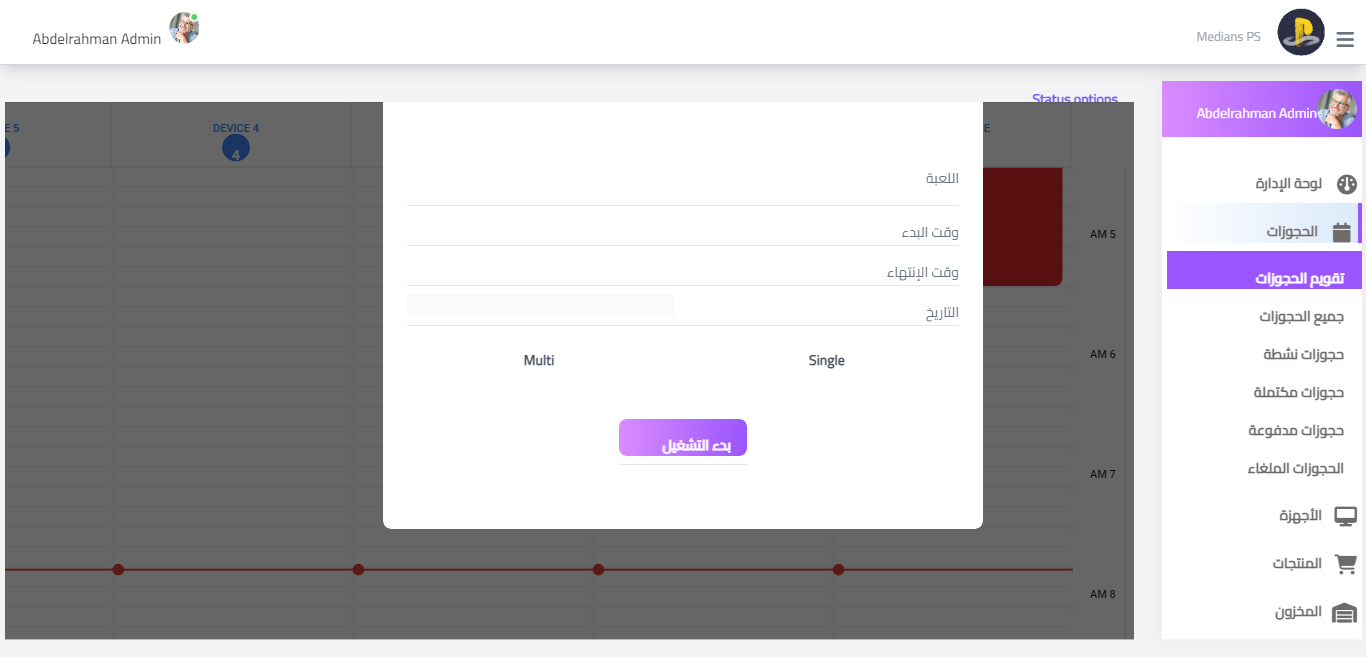 Abdelrahman Admin
Medians PS
Abdelrahman Admin
لوحة الإدارة
الحجوزات
تقويم الحجوزات
جميع الحجوزات
حجوزات نشطة
حجوزات مكتملة
حجوزات مدفوعة
الحجوزات الملغاء
الأجهزة
المنتجات
المخزون
Status options
E 5
DEVICE 4
4
E
AM 5
AM 6
AM 7
AM 8
اللعبة
وقت البدء
وقت الإنتهاء
التاريخ
Single
Multi
بدء التشغيل